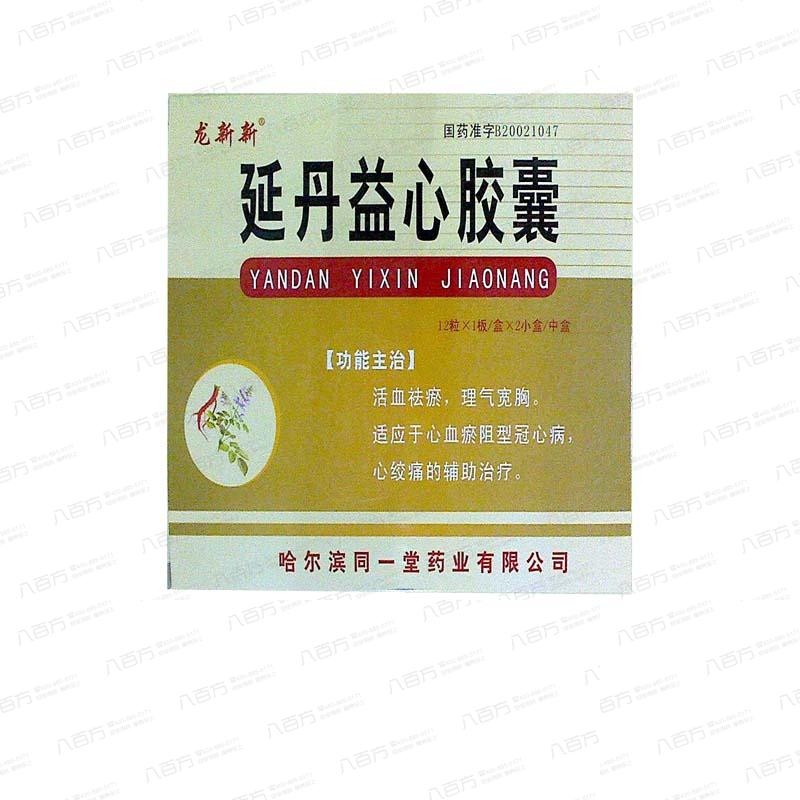 龙新新®
国药准字B20021047
延丹益心胶囊
YANDAN YIXIN JIAONANG
12粒×1板/盒×2小盒/中盒
【功能主治】
活血祛瘀，理气宽胸。
适应于心血瘀阻型冠心病，
心绞痛的辅助治疗。
哈尔滨同一堂药业有限公司
八百方